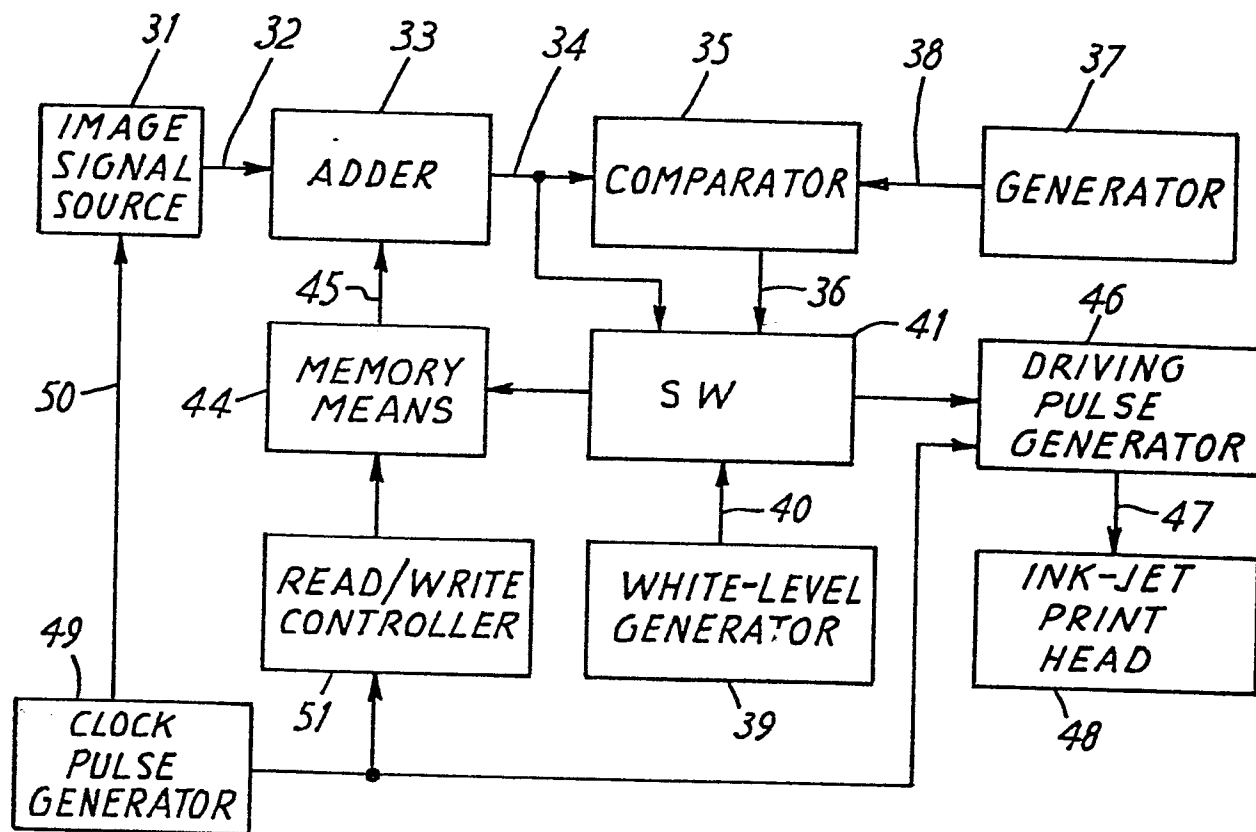 31
32
33
34
35
38
37
IMAGE
SIGNAL
SOURCE
ADDER
COMPARATOR
GENERATOR
45
36
41
46
50
44
MEMORY
MEANS
SW
DRIVING
PULSE
GENERATOR
40
47
READ/WRITE
CONTROLLER
WHITE-LEVEL
GENERATOR
INK-JET
PRINT
HEAD
49
51
39
48
CLOCK
PULSE
GENERATOR